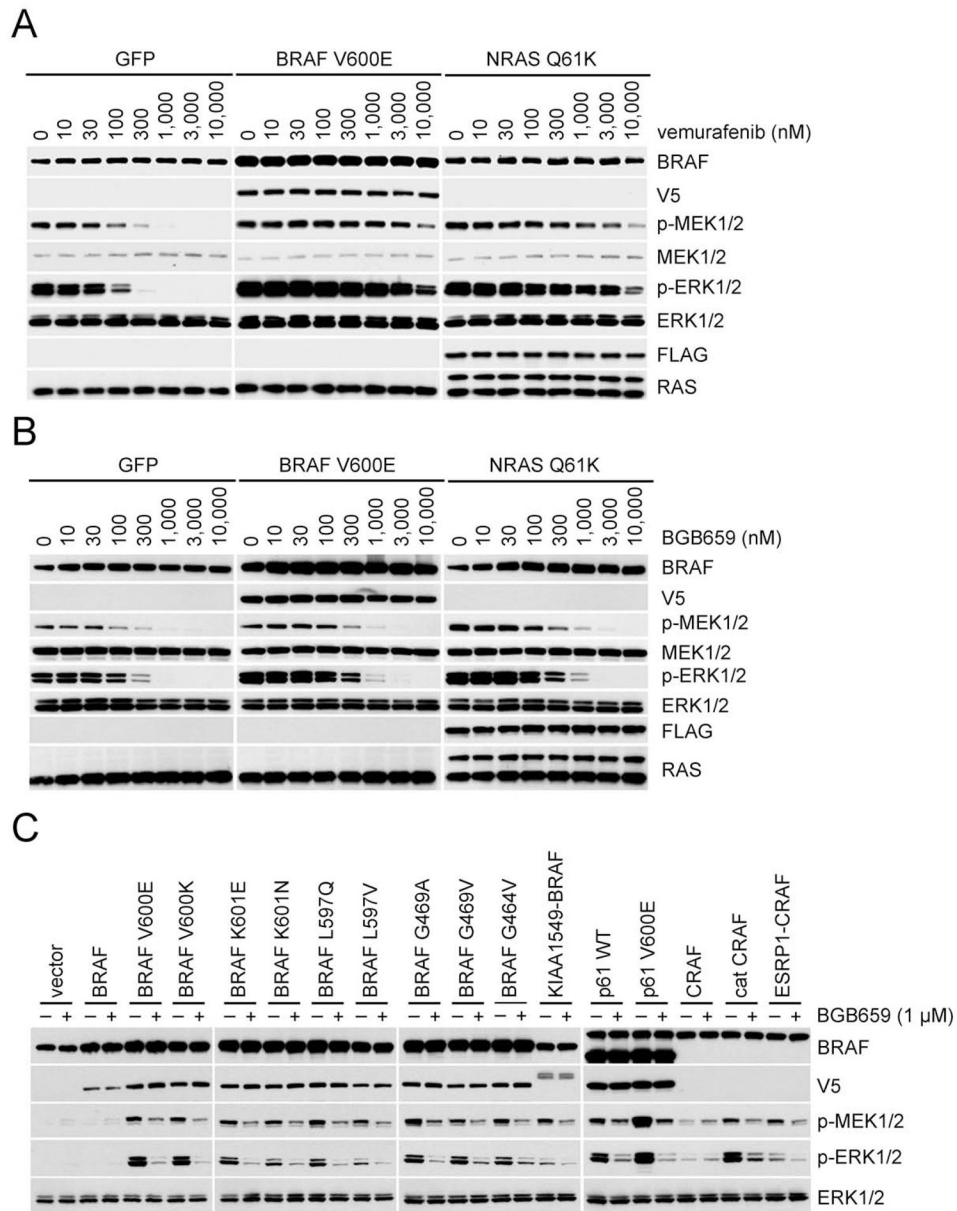 A
GFP BRAF V600E NRAS Q61K
0 10 30 100 300 1,000 3,000 10,000 0 10 30 100 300 1,000 3,000 10,000 0 10 30 100 300 1,000 3,000 10,000 vemurafenib (nM)
BRAF
V5
p-MEK1/2
MEK1/2
p-ERK1/2
ERK1/2
FLAG
RAS
B
GFP BRAF V600E NRAS Q61K
0 10 30 100 300 1,000 3,000 10,000 0 10 30 100 300 1,000 3,000 10,000 0 10 30 100 300 1,000 3,000 10,000 BGB659 (nM)
BRAF
V5
p-MEK1/2
MEK1/2
p-ERK1/2
ERK1/2
FLAG
RAS
C
vector BRAF BRAF V600E BRAF V600K BRAF K601E BRAF K601N BRAF L597Q BRAF L597V BRAF G469A BRAF G469V BRAF G464V KIAA1549-BRAF p61 WT p61 V600E CRAF cat CRAF ESRP1-CRAF
– + – + – + – + – + – + – + – + – + – + – + – + – + – + – + – + – + BGB659 (1 µM)
BRAF
V5
p-MEK1/2
p-ERK1/2
ERK1/2